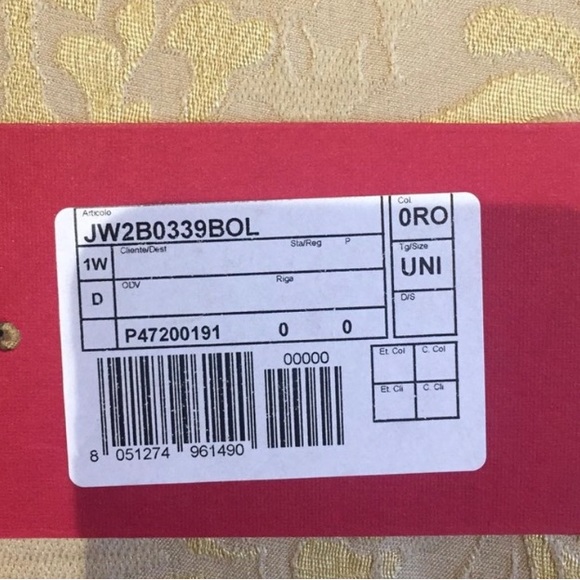 Articolo
JW2B0339BOL
Col
0RO
1W
Cliente/Dest
Sta/Reg
P
Tg/Size
UNI
D
ODV
Riga
D/S
P47200191 0 0
00000
Et. Col
C. Col
Et. Cli
C. Cli
8 051274 961490